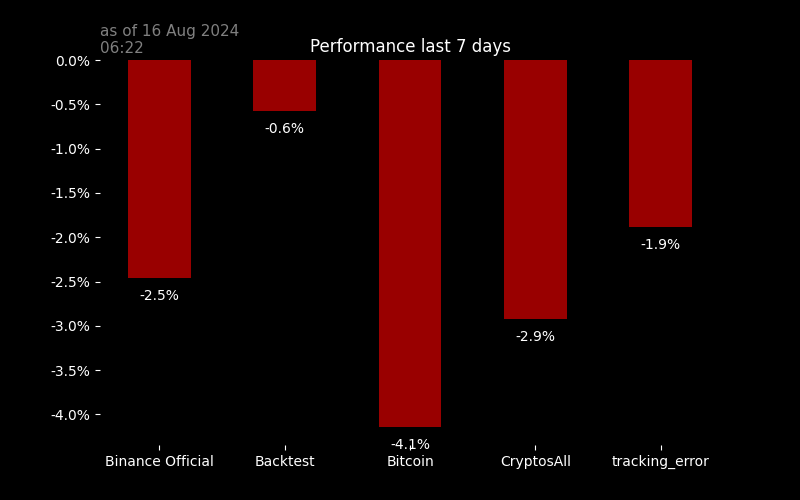 as of 16 Aug 2024
06:22
Performance last 7 days
0.0%
-0.5%
-1.0%
-1.5%
-2.0%
-2.5%
-3.0%
-3.5%
-4.0%
-2.5%
-0.6%
-4.1%
-2.9%
-1.9%
Binance Official
Backtest
Bitcoin
CryptosAll
tracking_error